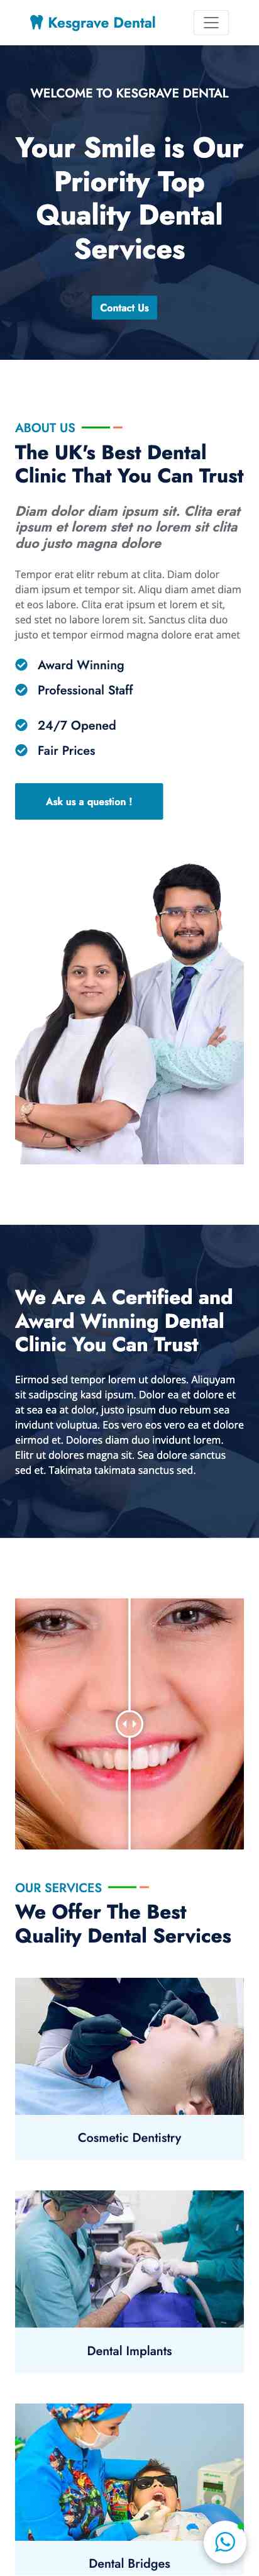 Kesgrave Dental
WELCOME TO KESGRAVE DENTAL
Your Smile is Our
Priority Top
Quality Dental
Services
Contact Us
ABOUT US
The UK's Best Dental
Clinic That You Can Trust
Diam dolor diam ipsum sit. Clita erat
ipsum et lorem stet no lorem sit clita
duo justo magna dolore
Tempor erat elitr rebum at clita. Diam dolor
diam ipsum et tempor sit. Aliqu diam amet diam
et eos labore. Clita erat ipsum et lorem et sit,
sed stet no labore lorem sit. Sanctus clita duo
justo et tempor eirmod magna dolore erat amet
Award Winning
Professional Staff
24/7 Opened
Fair Prices
Ask us a question !
We Are A Certified and
Award Winning Dental
Clinic You Can Trust
Eirmod sed tempor lorem ut dolores. Aliquyam
sit sadipscing kasd ipsum. Dolor ea et dolore et
at sea ea at dolor, justo ipsum duo rebum sea
invidunt voluptua. Eos vero eos vero ea et dolore
eirmod et. Dolores diam duo invidunt lorem.
Elitr ut dolores magna sit. Sea dolore sanctus
sed et. Takimata takimata sanctus sed.
OUR SERVICES
We Offer The Best
Quality Dental Services
Cosmetic Dentistry
Dental Implants
Dental Bridges